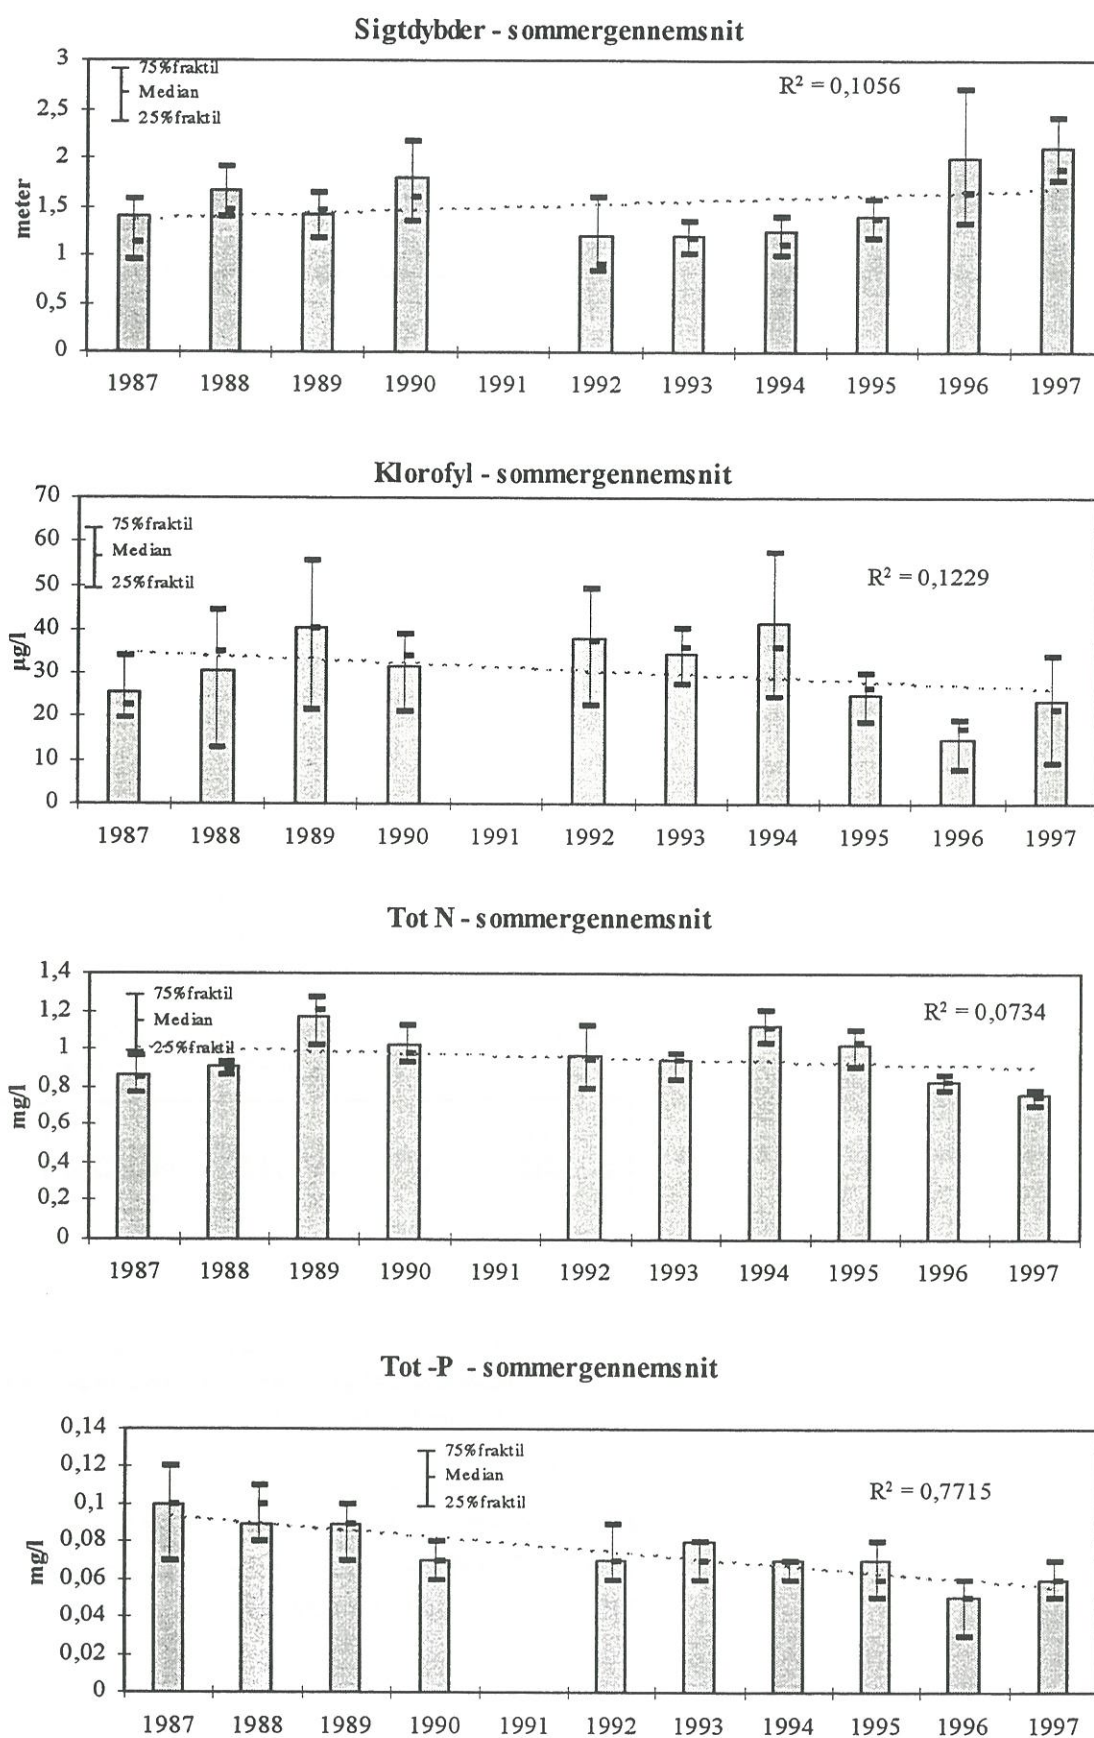 Sigtdybder - sommergennemsnit
3
75%fraktil
R² = 0,1056
Median
2,5
25%fraktil
2
meter
1,5
1
0,5
0
1987 1988 1989 1990 1991 1992 1993 1994 1995 1996 1997
Klorofyl - sommergennemsnit
70
75%fraktil
60
Median
R² = 0,1229
25%fraktil
50
40
µg/l
30
20
10
0
1987 1988 1989 1990 1991 1992 1993 1994 1995 1996 1997
Tot N - sommergennemsnit
1,4
75%fraktil
1,2
R² = 0,0734
Median
1
25%fraktil
0,8
mg/l
0,6
0,4
0,2
0
1987 1988 1989 1990 1991 1992 1993 1994 1995 1996 1997
Tot -P - sommergennemsnit
0,14
75%fraktil
0,12
Median
R² = 0,7715
0,1
25%fraktil
0,08
mg/l
0,06
0,04
0,02
0
1987 1988 1989 1990 1991 1992 1993 1994 1995 1996 1997